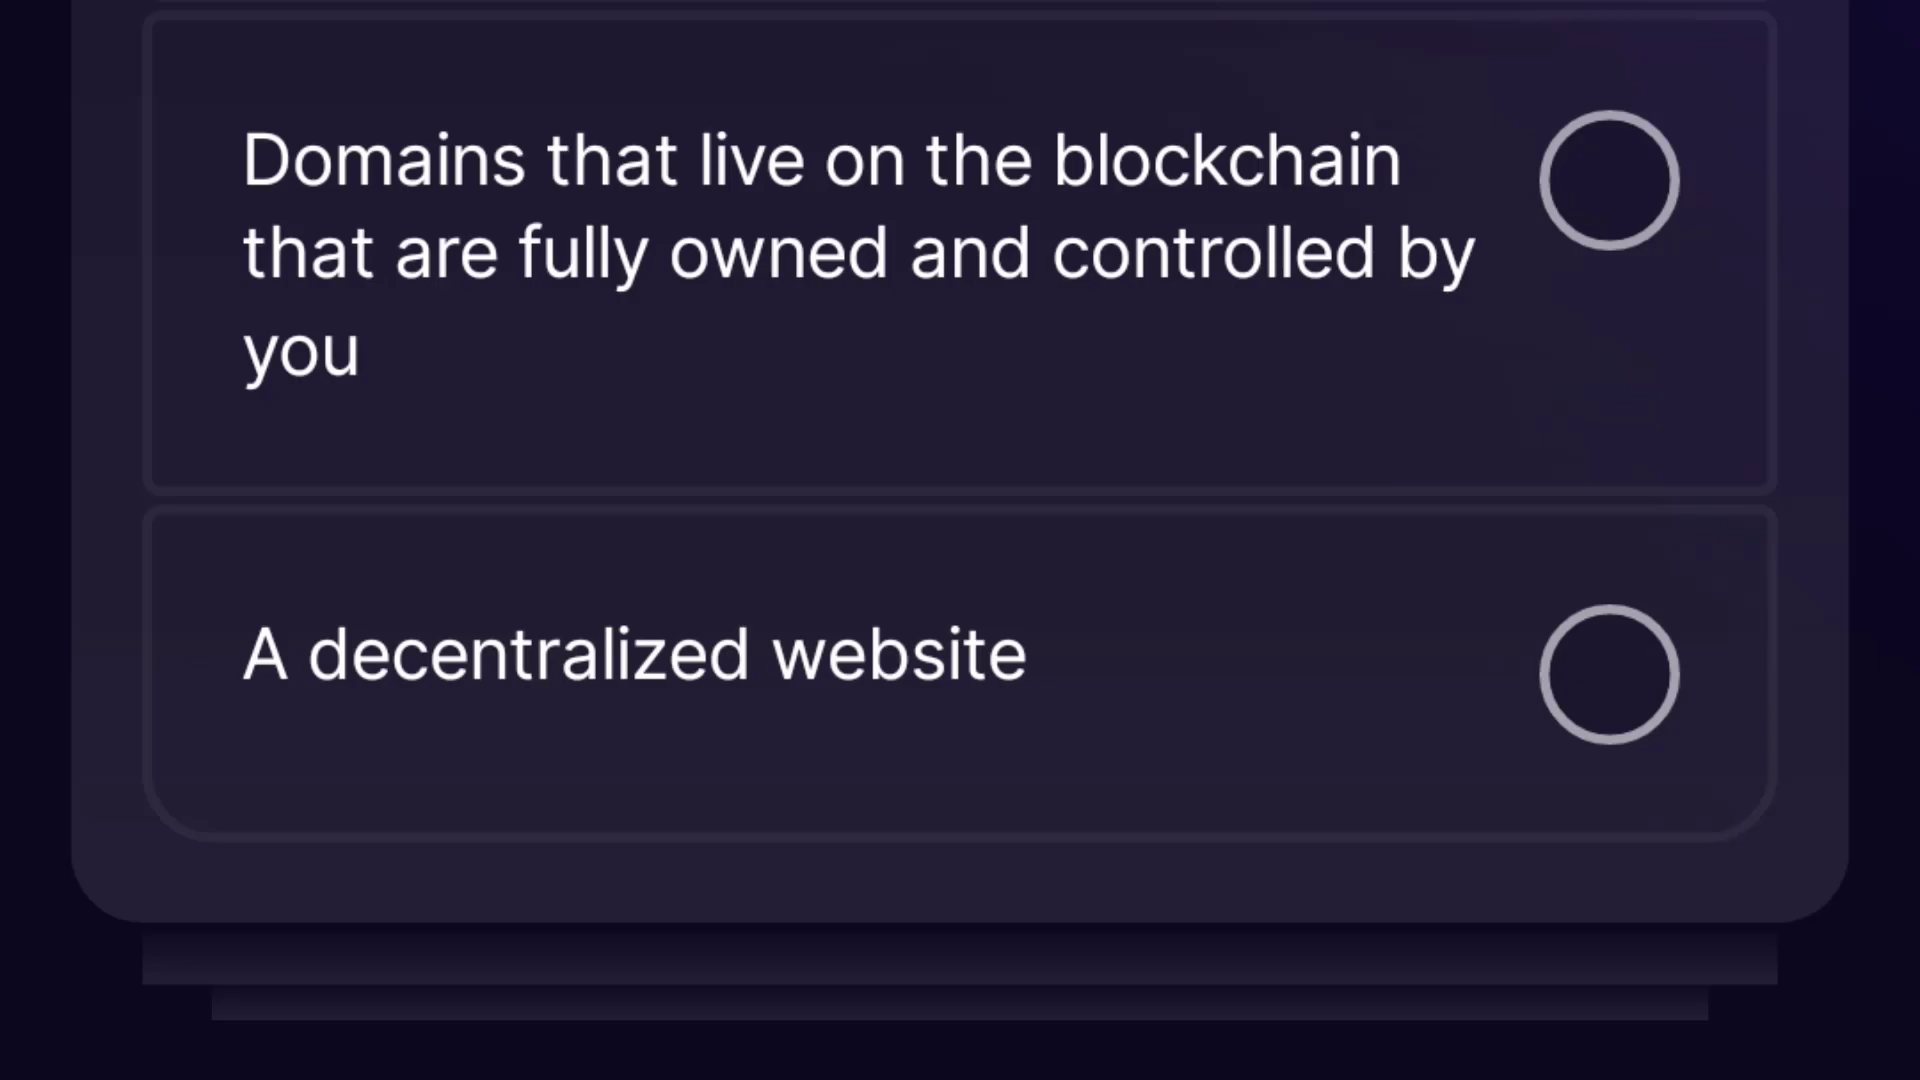 Domains that live on the blockchain
that are fully owned and controlled by
you
A decentralized website